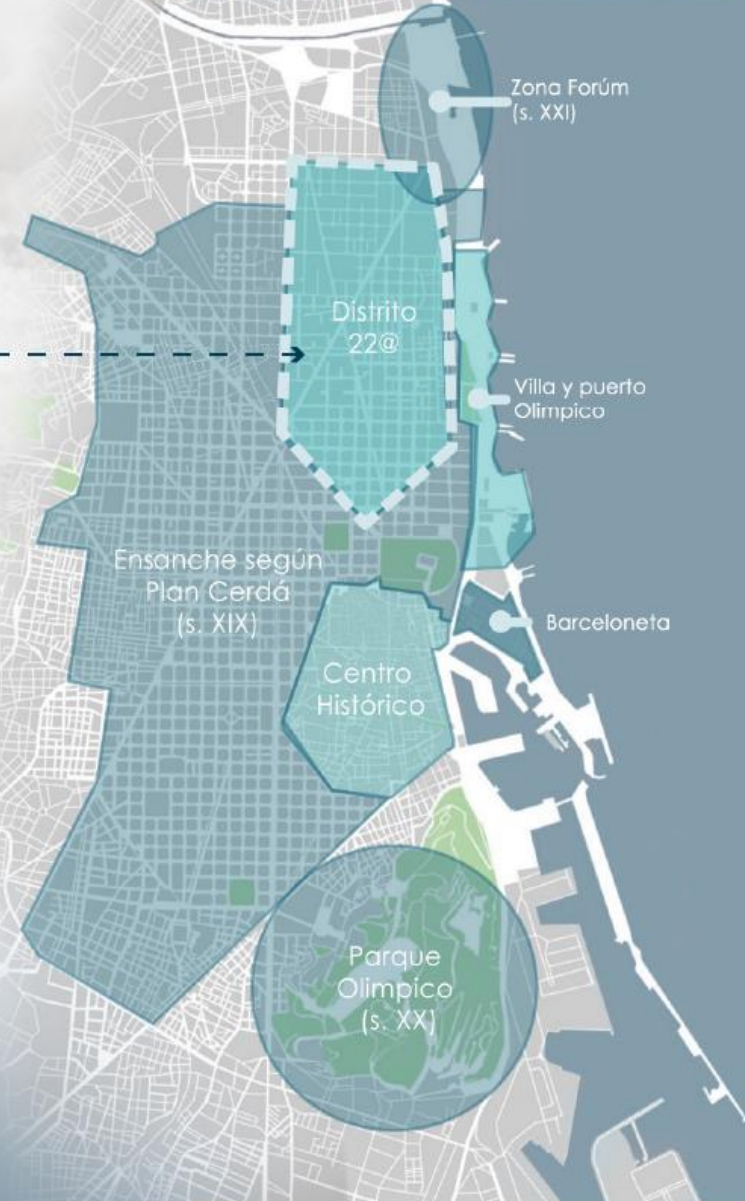 Zona Forúm
(s. XXI)
Distrito
22@
Villa y puerto
Olimpico
Ensanche según
Plan Cerdá
(s. XIX)
Barceloneta
Centro
Histórico
Parque
Olimpico
(s. XX)